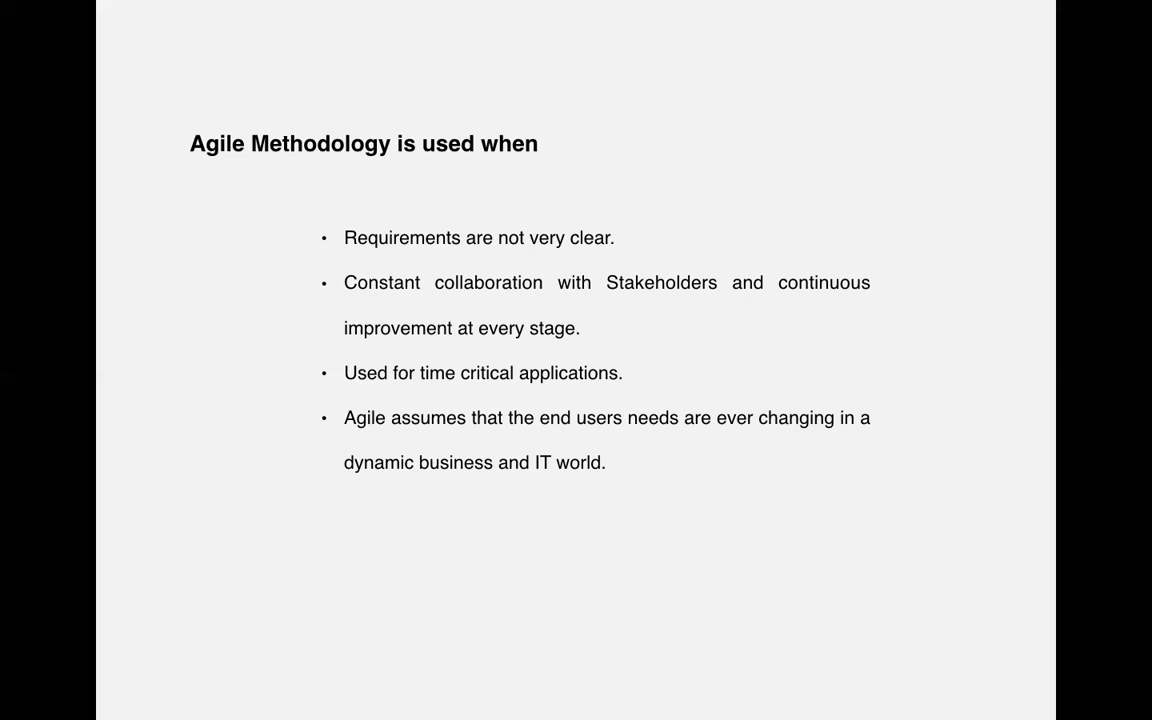 Agile Methodology is used when
• Requirements are not very clear.
• Constant collaboration with Stakeholders and continuous
improvement at every stage.
• Used for time critical applications.
• Agile assumes that the end users needs are ever changing in a
dynamic business and IT world.